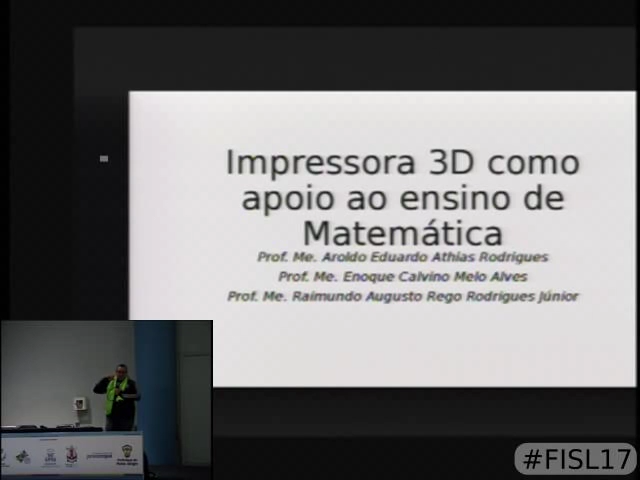 Impressora 3D como
apoio ao ensino de
Matemática
Prof. Me. Aroldo Eduardo Athias Rodrigues
Prof. Me. Enoque Calvino Melo Alves
Prof. Me. Raimundo Augusto Rego Rodrigues Júnior
#FISL17